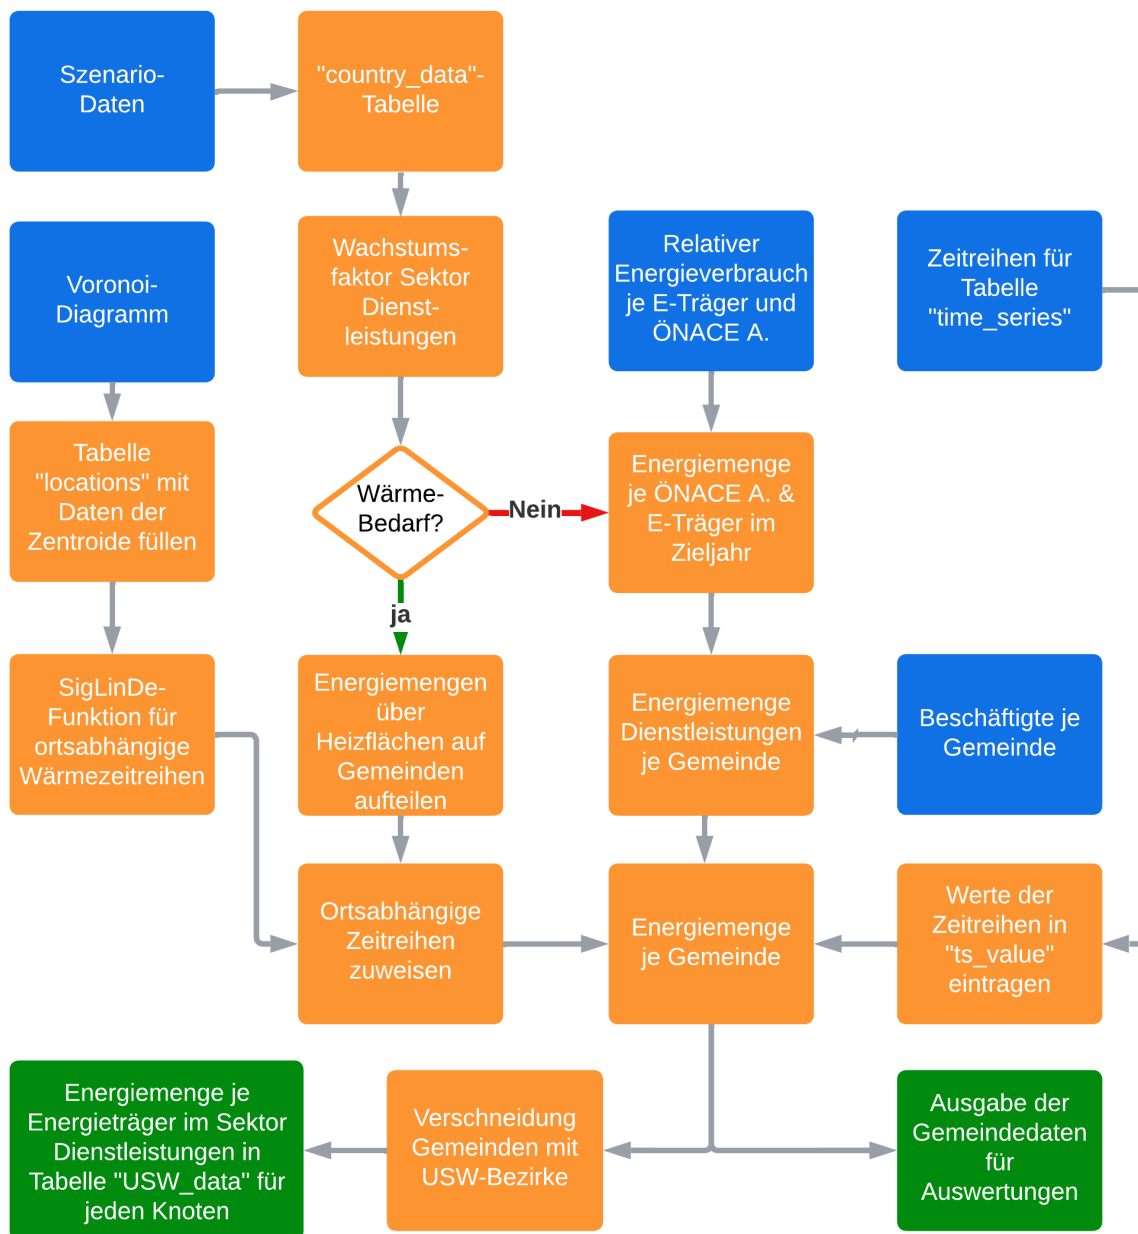 Szenario-
Daten
"country_data"-
Tabelle
Voronoi-
Diagramm
Wachstums-
faktor Sektor
Dienst-
leistungen
Relativer
Energieverbrauch
je E-Träger und
ÖNACE A.
Zeitreihen für
Tabelle
"time_series"
Tabelle
"locations" mit
Daten der
Zentroide füllen
Wärme-
Bedarf?
Nein
Energiemenge
je ÖNACE A. &
E-Träger im
Zieljahr
ja
SigLinDe-
Funktion für
ortsabhängige
Wärmezeitreihen
Energiemengen
über
Heizflächen auf
Gemeinden
aufteilen
Energiemenge
Dienstleistungen
je Gemeinde
Beschäftigte je
Gemeinde
Ortsabhängige
Zeitreihen
zuweisen
Energiemenge
je Gemeinde
Werte der
Zeitreihen in
"ts_value"
eintragen
Energiemenge je
Energieträger im Sektor
Dienstleistungen in
Tabelle "USW_data" für
jeden Knoten
Verschneidung
Gemeinden mit
USW-Bezirke
Ausgabe der
Gemeindedaten
für
Auswertungen